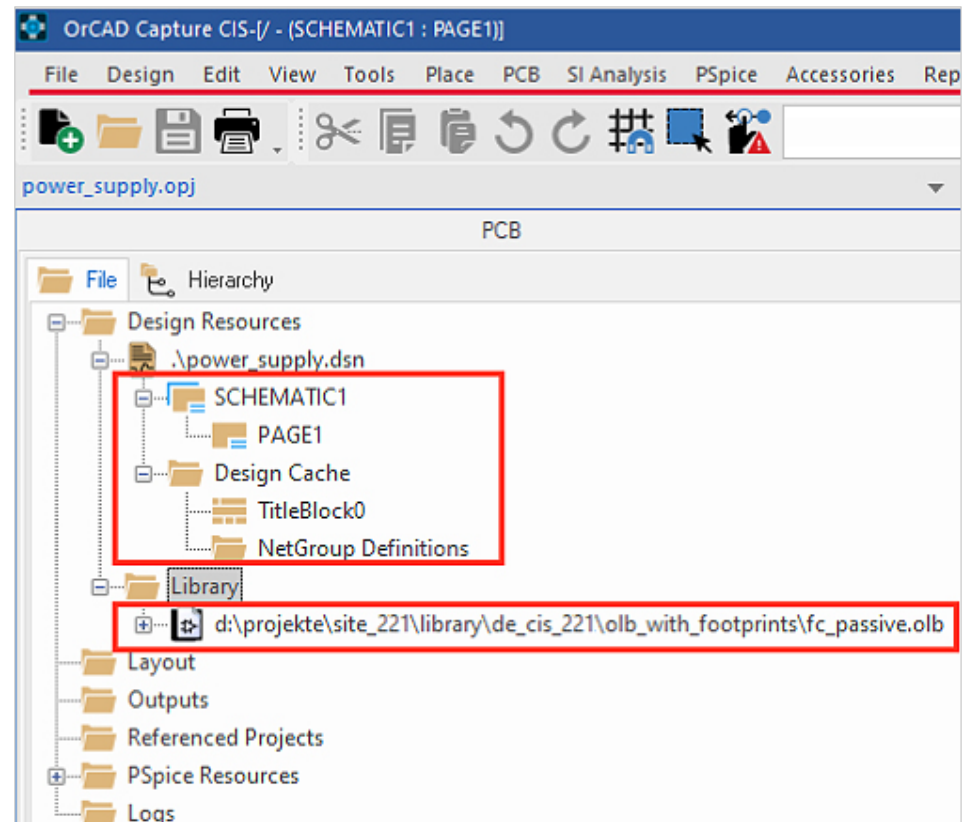 OrCAD Capture CIS-[/ - (SCHEMATIC1 : PAGE1)]
File Design Edit View Tools Place PCB SI Analysis PSpice Accessories Rep
power_supply.opj
PCB
File Hierarchy
Design Resources
.\power_supply.dsn
SCHEMATIC1
PAGE1
Design Cache
TitleBlock0
NetGroup Definitions
Library
d:\projekte\site_221\library\de_cis_221\olb_with_footprints\fc_passive.olb
Layout
Outputs
Referenced Projects
PSpice Resources
Logs